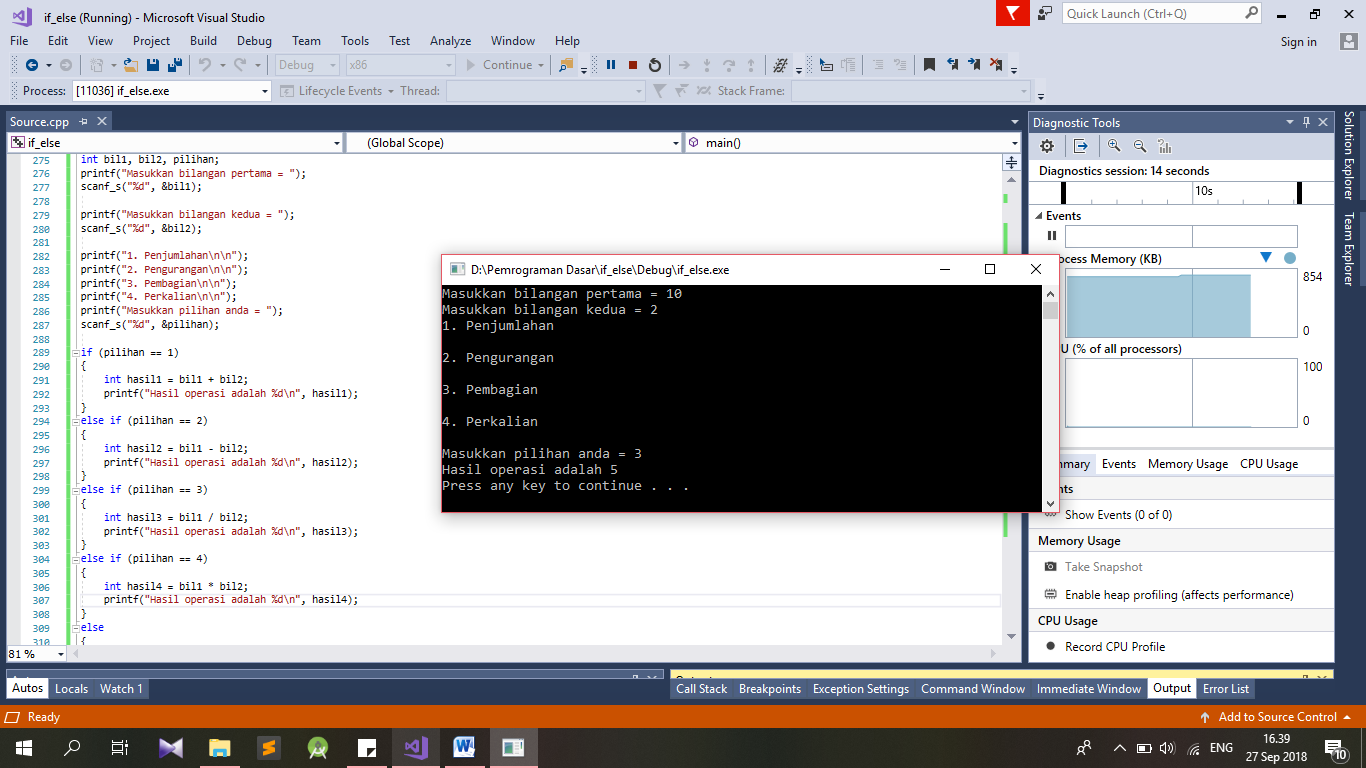 if_else (Running) - Microsoft Visual Studio
Quick Launch (Ctrl+Q)
File Edit View Project Build Debug Team Tools Test Analyze Window Help
Sign in
Debug x86 Continue
Process: [11036] if_else.exe Lifecycle Events Thread: Stack Frame:
Source.cpp
if_else (Global Scope) main()
275 int bil1, bil2, pilihan;
276 printf("Masukkan bilangan pertama = ");
277 scanf_s("%d", &bil1);
278
279 printf("Masukkan bilangan kedua = ");
280 scanf_s("%d", &bil2);
281
282 printf("1. Penjumlahan\n\n");
283 printf("2. Pengurangan\n\n");
284 printf("3. Pembagian\n\n");
285 printf("4. Perkalian\n\n");
286 printf("Masukkan pilihan anda = ");
287 scanf_s("%d", &pilihan);
288
289 if (pilihan == 1)
290 {
291 int hasil1 = bil1 + bil2;
292 printf("Hasil operasi adalah %d\n", hasil1);
293 }
294 else if (pilihan == 2)
295 {
296 int hasil2 = bil1 - bil2;
297 printf("Hasil operasi adalah %d\n", hasil2);
298 }
299 else if (pilihan == 3)
300 {
301 int hasil3 = bil1 / bil2;
302 printf("Hasil operasi adalah %d\n", hasil3);
303 }
304 else if (pilihan == 4)
305 {
306 int hasil4 = bil1 * bil2;
307 printf("Hasil operasi adalah %d\n", hasil4);
308 }
309 else
310 {
81 %
D:\Pemrograman Dasar\if_else\Debug\if_else.exe
Masukkan bilangan pertama = 10
Masukkan bilangan kedua = 2
1. Penjumlahan
2. Pengurangan
3. Pembagian
4. Perkalian
Masukkan pilihan anda = 3
Hasil operasi adalah 5
Press any key to continue . . .
Diagnostic Tools
Diagnostics session: 14 seconds
10s
Events
ocess Memory (KB)
854
0
U (% of all processors)
100
0
mmary Events Memory Usage CPU Usage
nts
Show Events (0 of 0)
Memory Usage
Take Snapshot
Enable heap profiling (affects performance)
CPU Usage
Record CPU Profile
Solution Explorer
Team Explorer
Autos Locals Watch 1
Call Stack Breakpoints Exception Settings Command Window Immediate Window Output Error List
Ready
Add to Source Control
ENG
16.39
27 Sep 2018
10